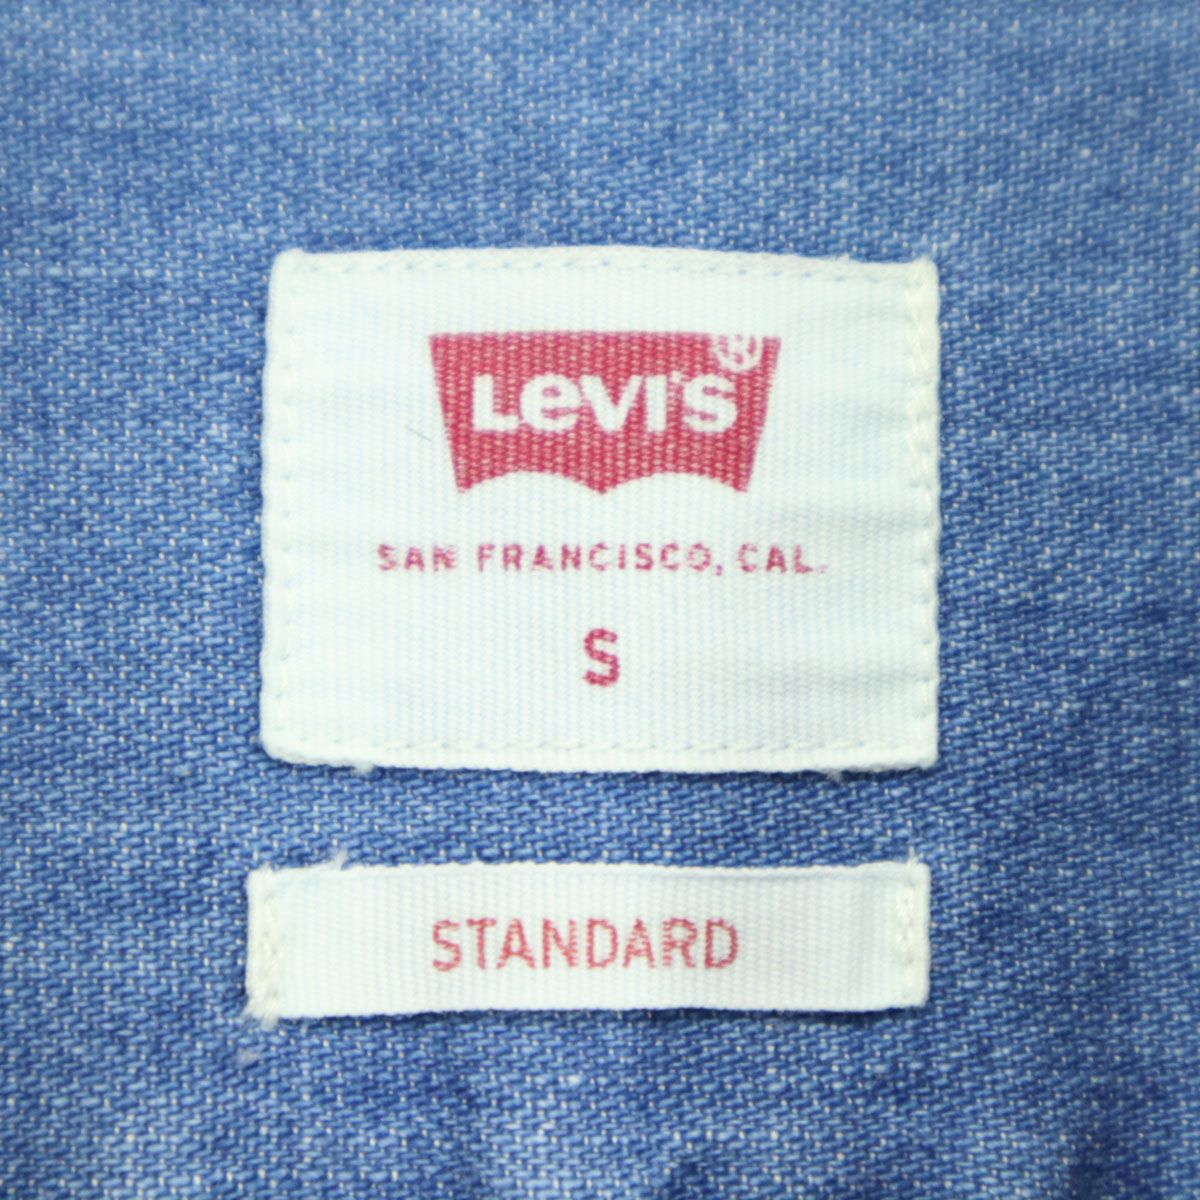 LEVI'S®
SAN FRANCISCO, CAL.
S
STANDARD